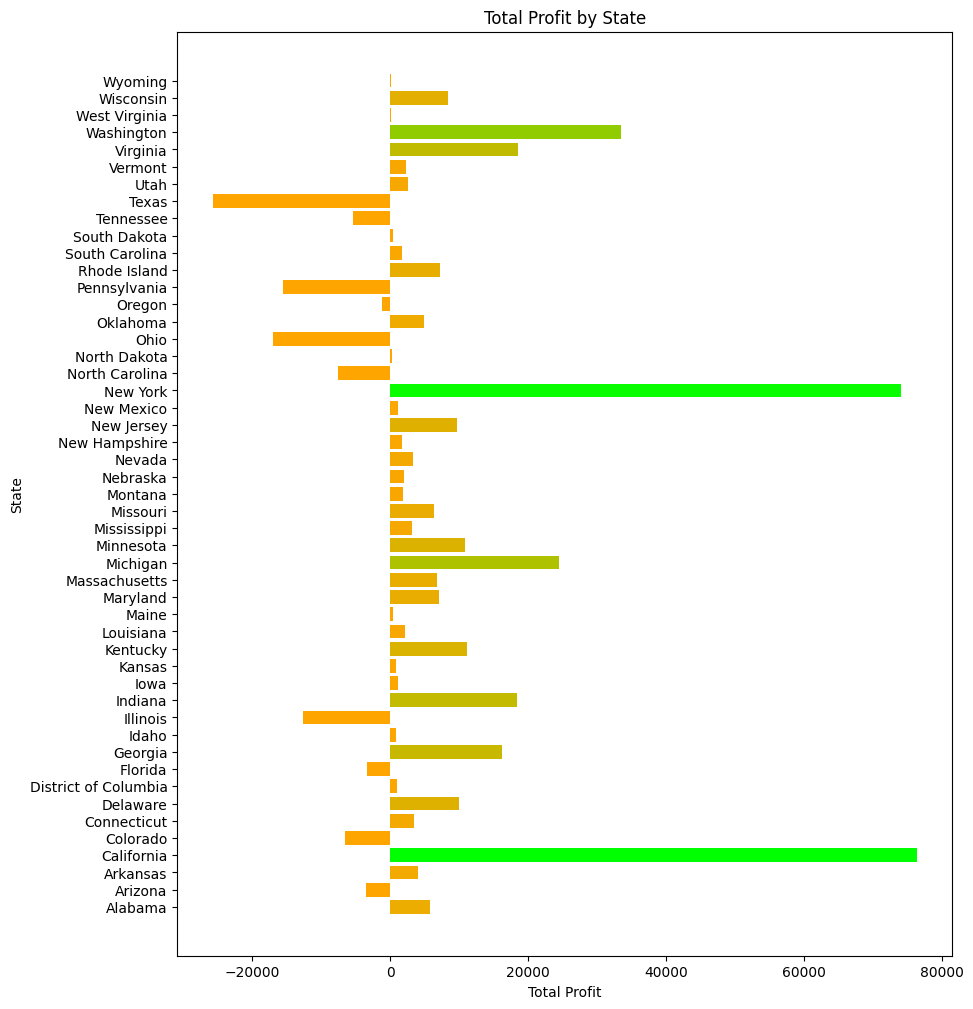 Total Profit by State
Wyoming
Wisconsin
West Virginia
Washington
Virginia
Vermont
Utah
Texas
Tennessee
South Dakota
South Carolina
Rhode Island
Pennsylvania
Oregon
Oklahoma
Ohio
North Dakota
North Carolina
New York
New Mexico
New Jersey
New Hampshire
Nevada
Nebraska
Montana
Missouri
Mississippi
Minnesota
Michigan
Massachusetts
Maryland
Maine
Louisiana
Kentucky
Kansas
Iowa
Indiana
Illinois
Idaho
Georgia
Florida
District of Columbia
Delaware
Connecticut
Colorado
California
Arkansas
Arizona
Alabama
State
−20000 0 20000 40000 60000 80000
Total Profit